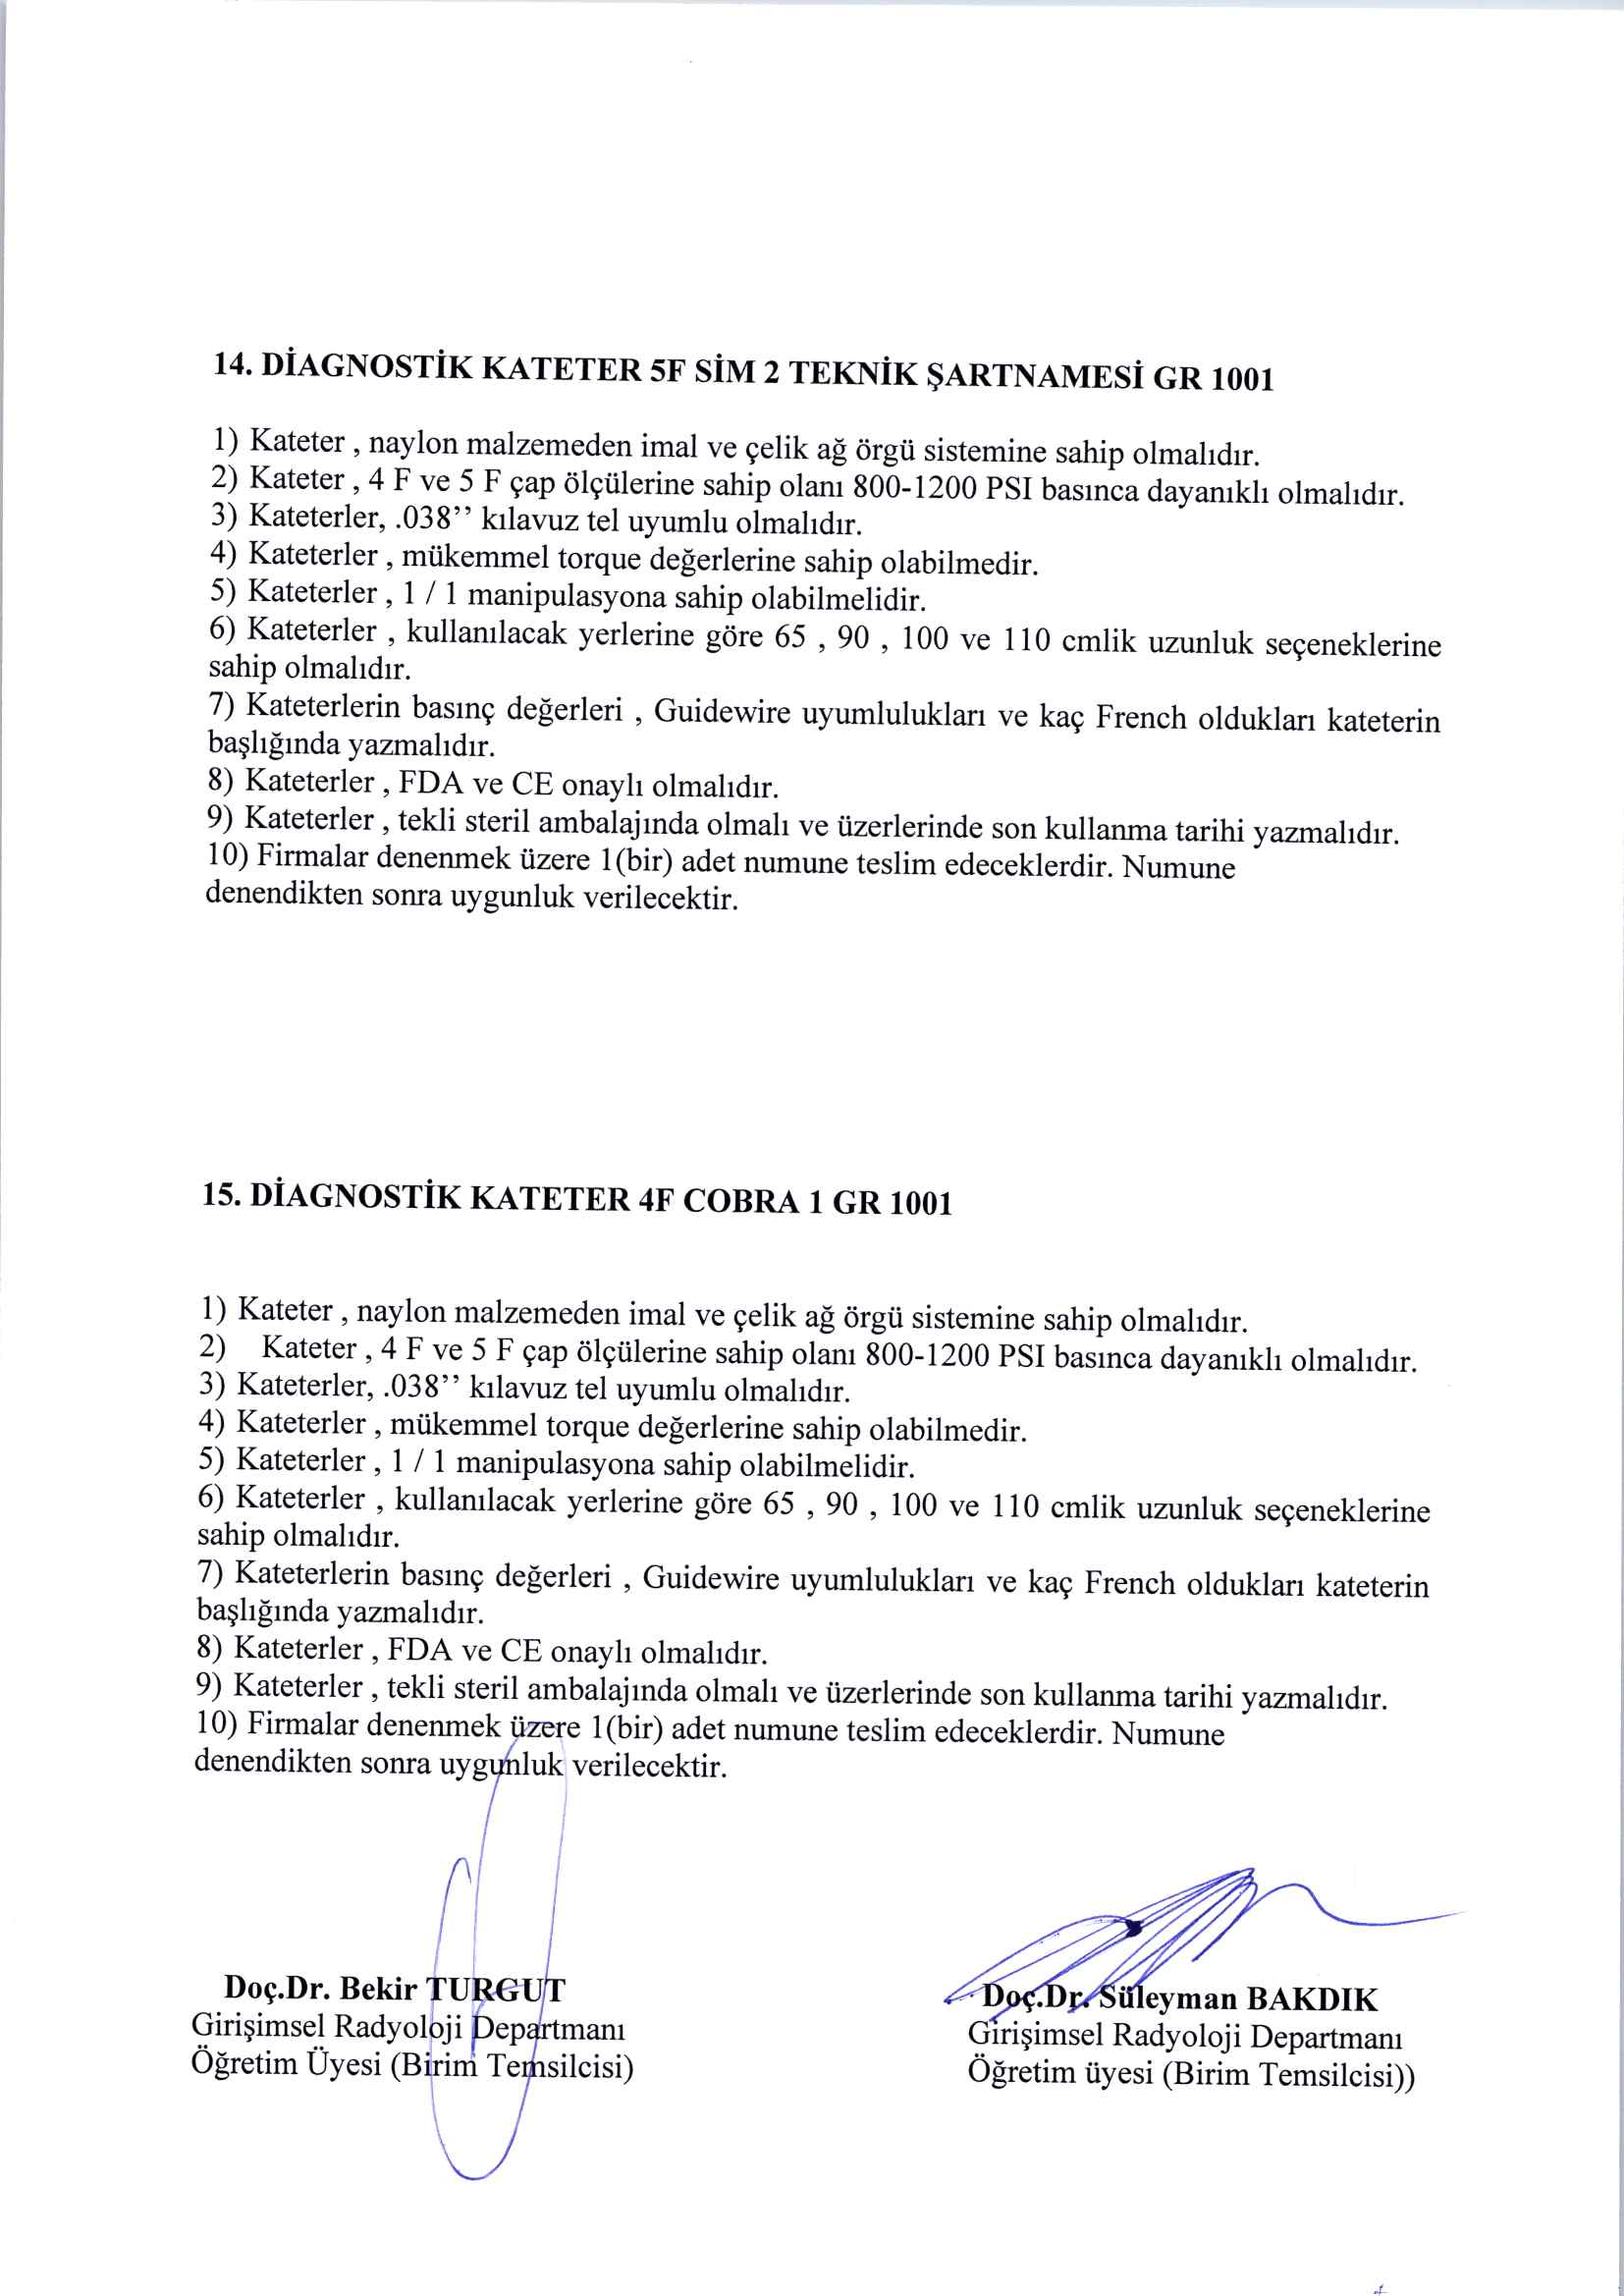 14. DİAGNOSTİK KATETER 5F SİM 2 TEKNİK ŞARTNAMESİ GR 1001
1) Kateter , naylon malzemeden imal ve çelik ağ örgü sistemine sahip olmalıdır.
2) Kateter , 4 F ve 5 F çap ölçülerine sahip olanı 800-1200 PSI basınca dayanıklı olmalıdır.
3) Kateterler, .038’’ kılavuz tel uyumlu olmalıdır.
4) Kateterler , mükemmel torque değerlerine sahip olabilmedir.
5) Kateterler , 1 / 1 manipulasyona sahip olabilmelidir.
6) Kateterler , kullanılacak yerlerine göre 65 , 90 , 100 ve 110 cmlik uzunluk seçeneklerine
sahip olmalıdır.
7) Kateterlerin basınç değerleri , Guidewire uyumlulukları ve kaç French oldukları kateterin
başlığında yazmalıdır.
8) Kateterler , FDA ve CE onaylı olmalıdır.
9) Kateterler , tekli steril ambalajında olmalı ve üzerlerinde son kullanma tarihi yazmalıdır.
10) Firmalar denenmek üzere 1(bir) adet numune teslim edeceklerdir. Numune
denendikten sonra uygunluk verilecektir.
15. DİAGNOSTİK KATETER 4F COBRA 1 GR 1001
1) Kateter , naylon malzemeden imal ve çelik ağ örgü sistemine sahip olmalıdır.
2) Kateter , 4 F ve 5 F çap ölçülerine sahip olanı 800-1200 PSI basınca dayanıklı olmalıdır.
3) Kateterler, .038’’ kılavuz tel uyumlu olmalıdır.
4) Kateterler , mükemmel torque değerlerine sahip olabilmedir.
5) Kateterler , 1 / 1 manipulasyona sahip olabilmelidir.
6) Kateterler , kullanılacak yerlerine göre 65 , 90 , 100 ve 110 cmlik uzunluk seçeneklerine
sahip olmalıdır.
7) Kateterlerin basınç değerleri , Guidewire uyumlulukları ve kaç French oldukları kateterin
başlığında yazmalıdır.
8) Kateterler , FDA ve CE onaylı olmalıdır.
9) Kateterler , tekli steril ambalajında olmalı ve üzerlerinde son kullanma tarihi yazmalıdır.
10) Firmalar denenmek üzere 1(bir) adet numune teslim edeceklerdir. Numune
denendikten sonra uygunluk verilecektir.
Doç.Dr. Bekir TURGUT
Girişimsel Radyoloji Departmanı
Öğretim Üyesi (Birim Temsilcisi)
Doç.Dr. Süleyman BAKDIK
Girişimsel Radyoloji Departmanı
Öğretim üyesi (Birim Temsilcisi))